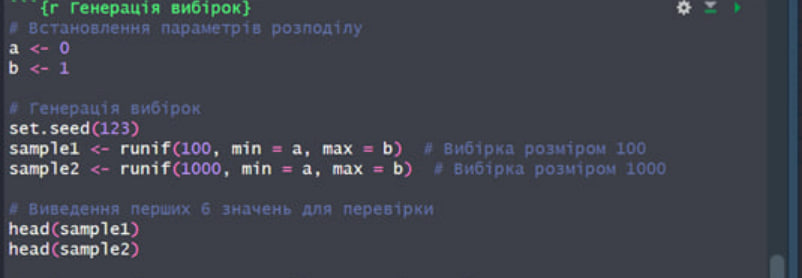 ```{r Генерація вибірок}
# Встановлення параметрів розподілу
a <- 0
b <- 1
# Генерація вибірок
set.seed(123)
sample1 <- runif(100, min = a, max = b)  # Вибірка розміром 100
sample2 <- runif(1000, min = a, max = b)  # Вибірка розміром 1000
# Виведення перших 6 значень для перевірки
head(sample1)
head(sample2)